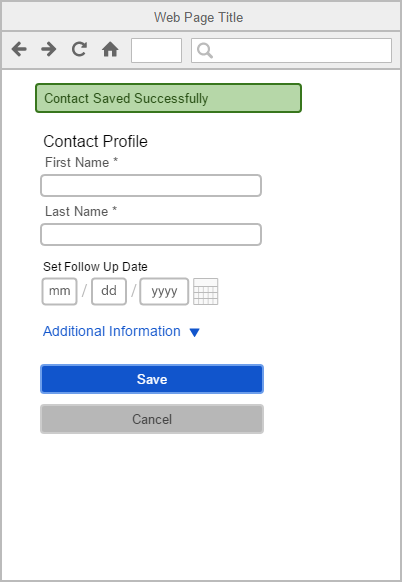 Web Page Title
Contact Saved Successfully
Contact Profile
First Name *
Last Name *
Set Follow Up Date
mm / dd / yyyy
Additional Information
Save
Cancel